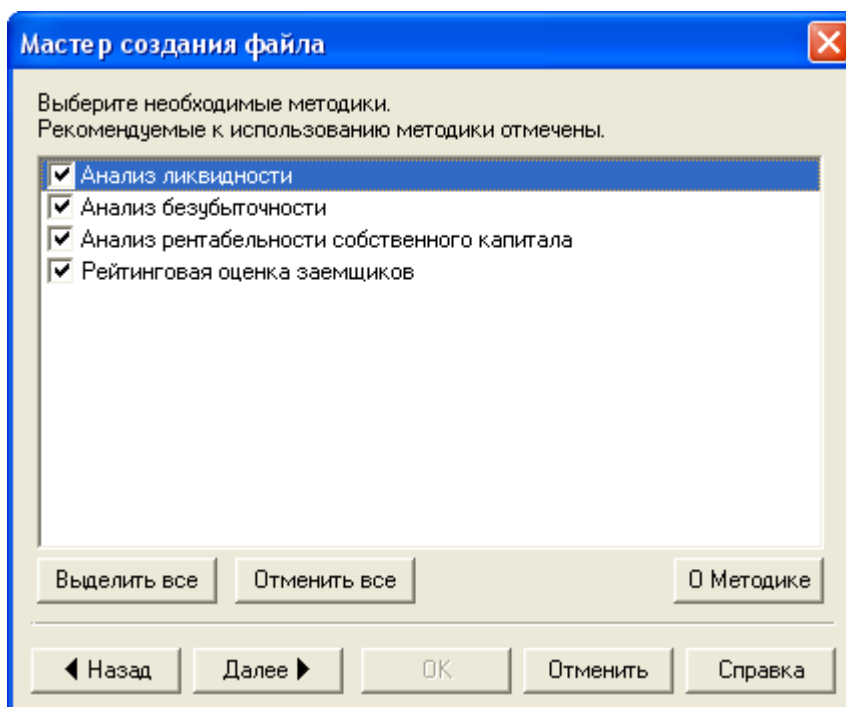 Мастер создания файла
Выберите необходимые методики.
Рекомендуемые к использованию методики отмечены.
Анализ ликвидности
Анализ безубыточности
Анализ рентабельности собственного капитала
Рейтинговая оценка заемщиков
Выделить все Отменить все О Методике
Назад Далее OK Отменить Справка